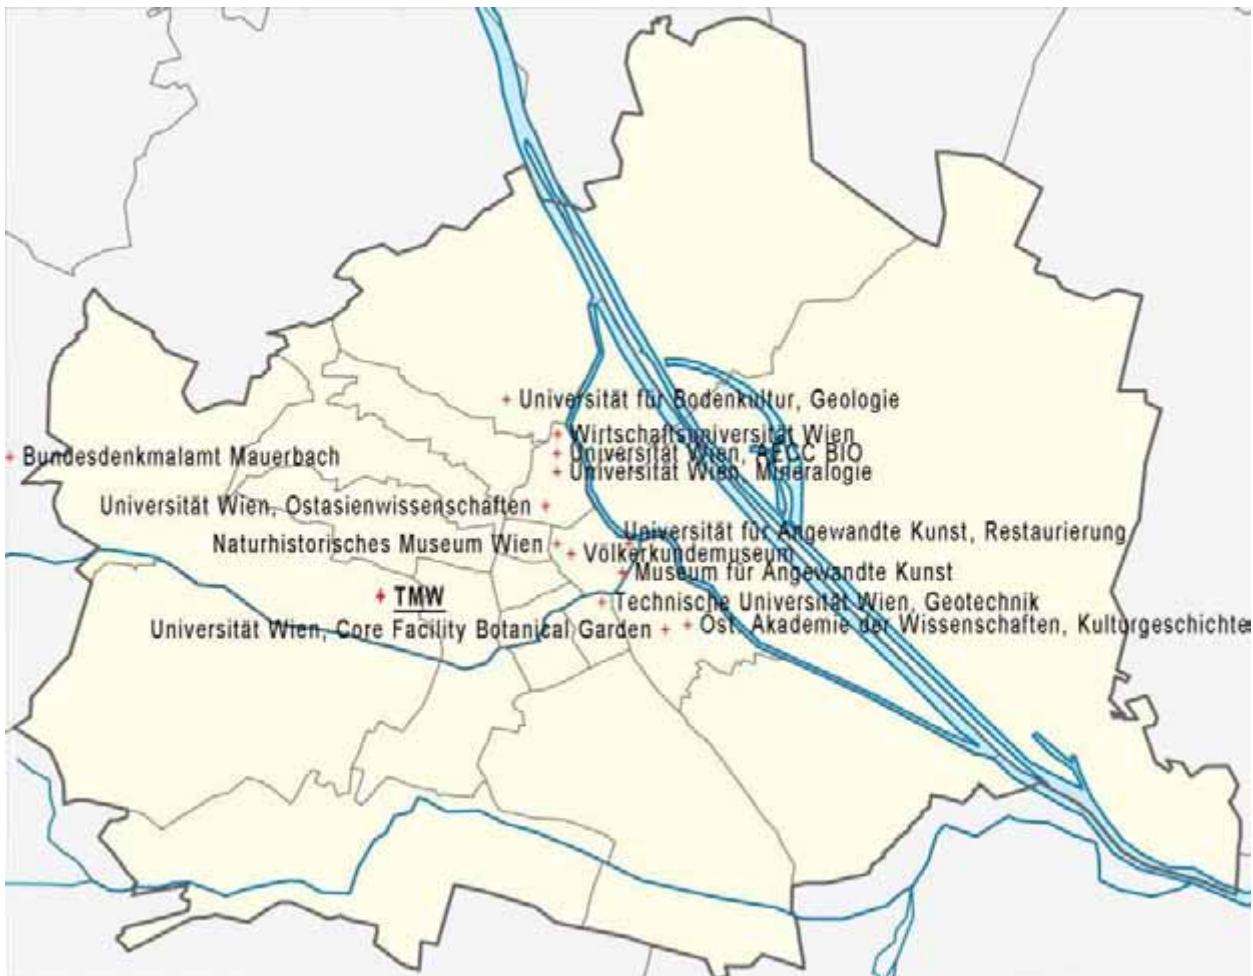 Universität für Bodenkultur, Geologie
Wirtschaftsuniversität Wien
Universität Wien, AECC BIO
Bundesdenkmalamt Mauerbach
Universität Wien, Mineralogie
Universität Wien, Ostasienwissenschaften
Universität für Angewandte Kunst, Restaurierung
Naturhistorisches Museum Wien
Völkerkundemuseum
Museum für Angewandte Kunst
TMW
Technische Universität Wien, Geotechnik
Öst. Akademie der Wissenschaften, Kulturgeschichte
Universität Wien, Core Facility Botanical Garden